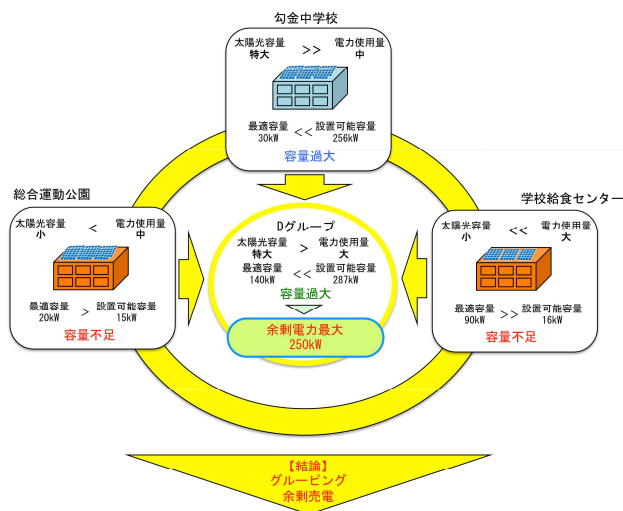 勾金中学校
太陽光容量 >> 電力使用量
特大 中
最適容量 << 設置可能容量
30kW 256kW
容量過大
総合運動公園
太陽光容量 < 電力使用量
小 中
最適容量 > 設置可能容量
20kW 15kW
容量不足
Dグループ
太陽光容量 > 電力使用量
特大 大
最適容量 << 設置可能容量
140kW 287kW
容量過大
余剰電力最大
250kW
学校給食センター
太陽光容量 << 電力使用量
小 大
最適容量 >> 設置可能容量
90kW 16kW
容量不足
【結論】
グルーピング
余剰売電